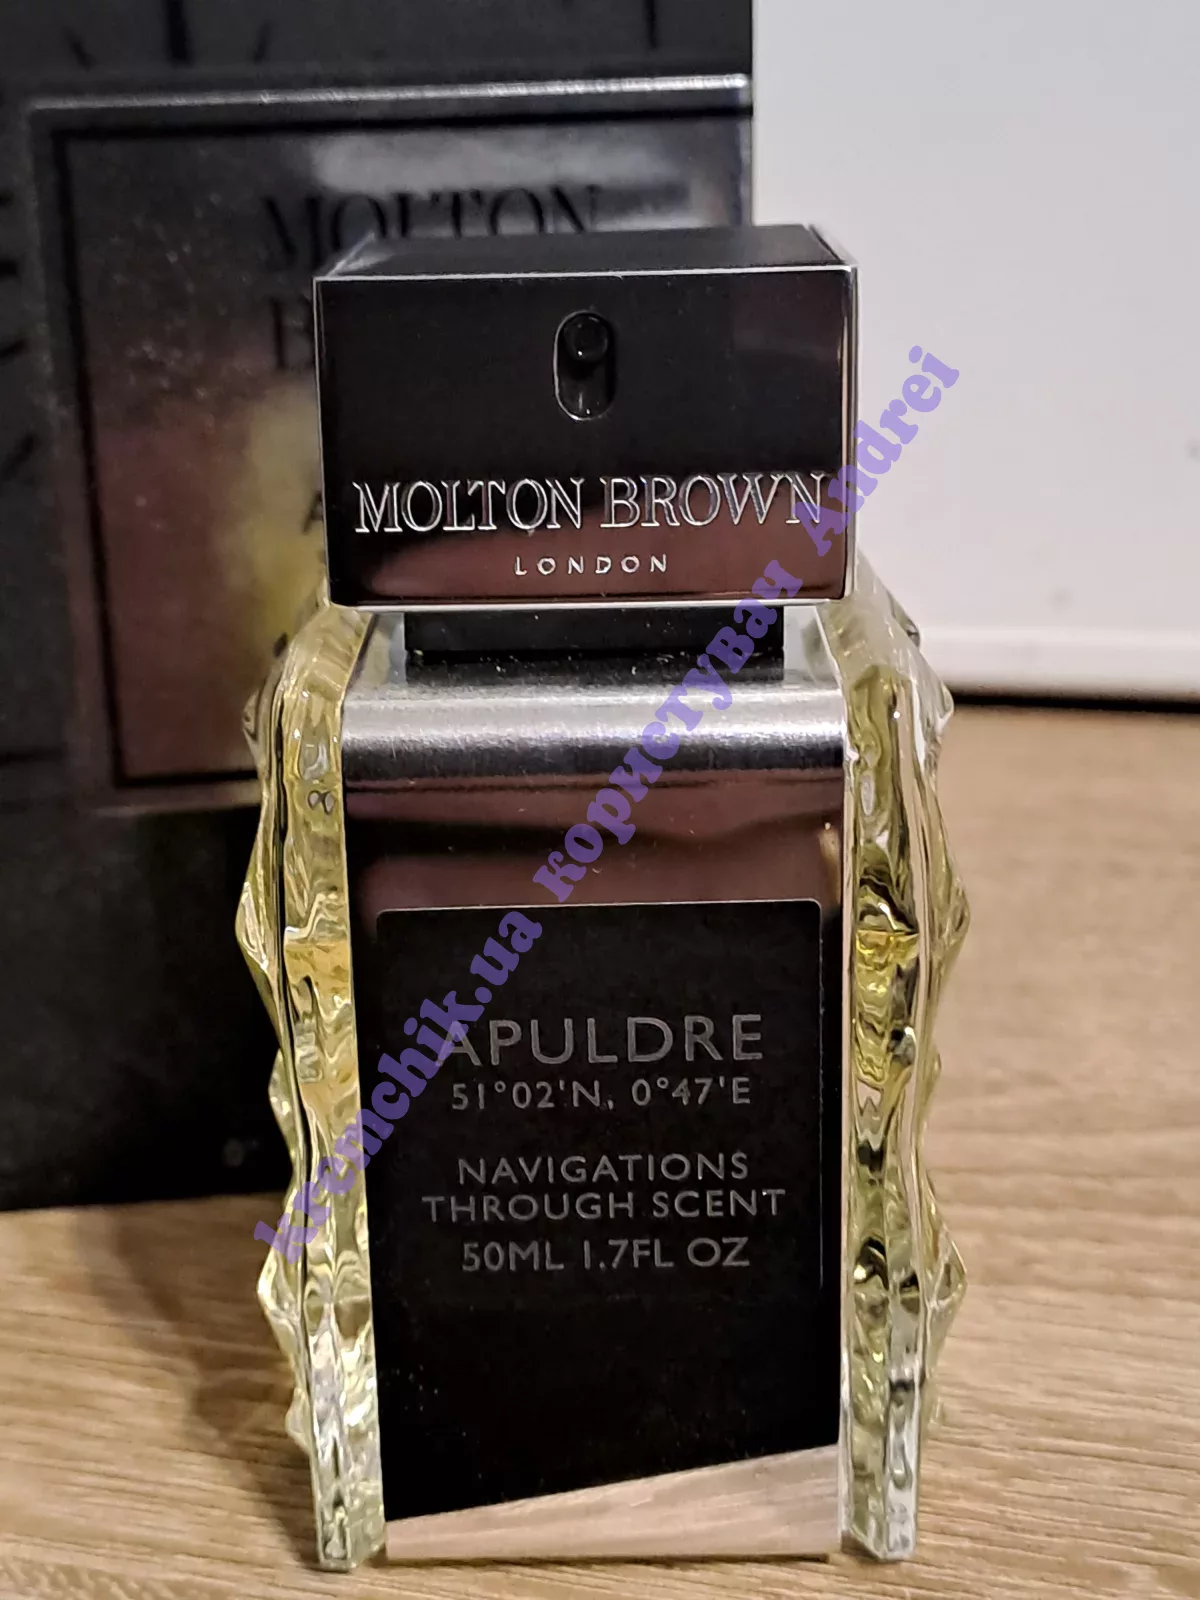 MOLTON
MOLTON BROWN
LONDON
APULDRE
51°02'N, 0°47'E
NAVIGATIONS
THROUGH SCENT
50ML 1.7FL OZ
kremchik.ua користувач Andrei